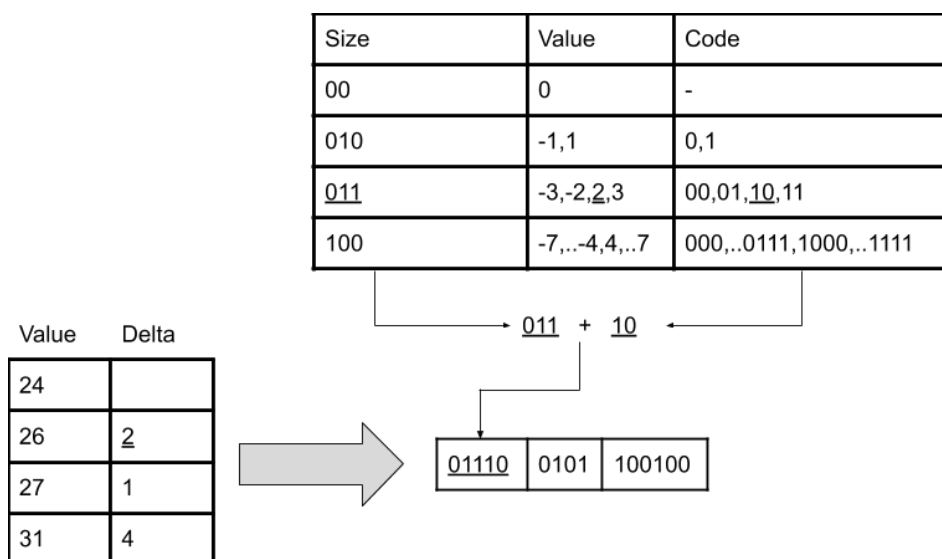 Size Value Code
00 0 -
010 -1,1 0,1
011 -3,-2,2,3 00,01,10,11
100 -7,..-4,4,..7 000,..0111,1000,..1111
011 + 10
Value Delta
24
26 2
27 1
31 4
01110 0101 100100